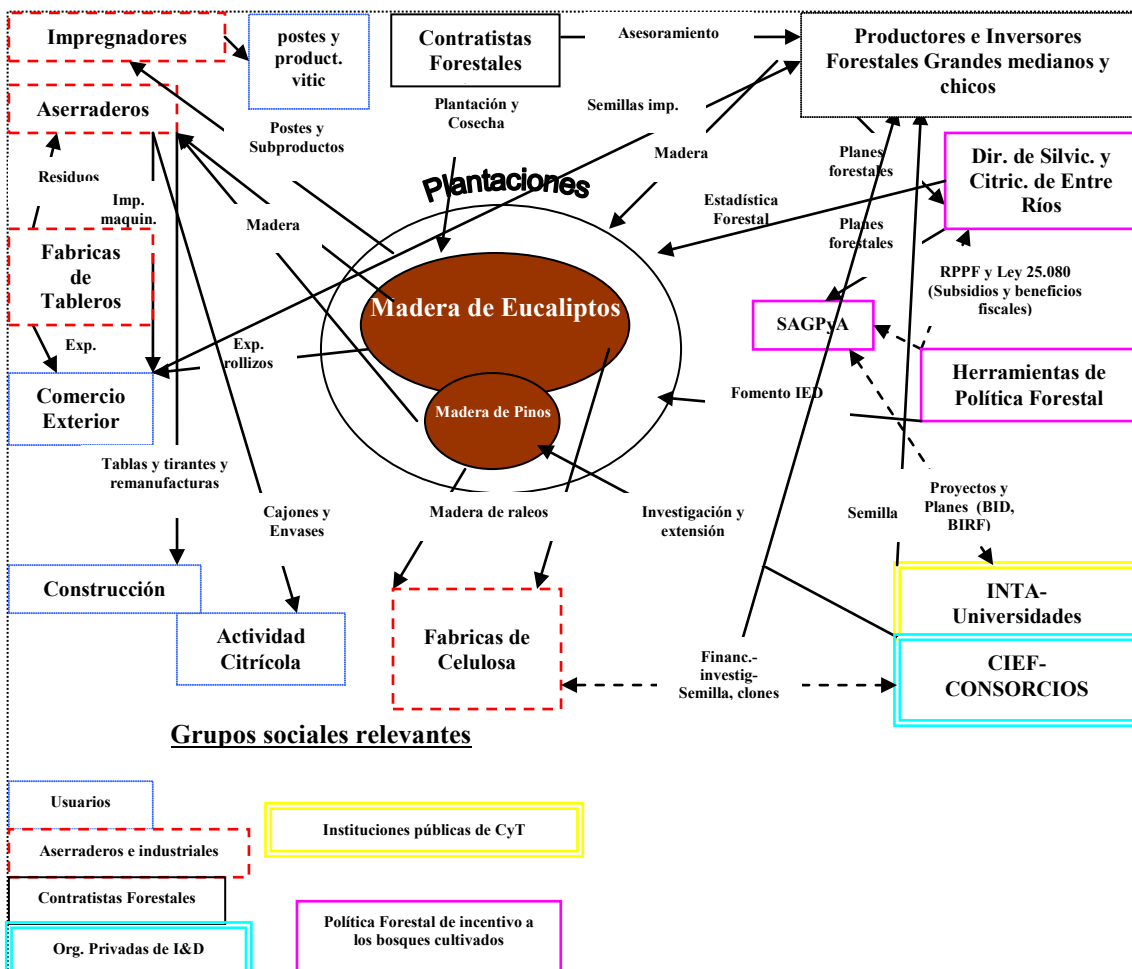 Impregnadores
postes y
product.
vitic
Contratistas
Forestales
Asesoramiento
Productores e Inversores
Forestales Grandes medianos y
chicos
Aserraderos
Plantación y
Cosecha
Semillas imp.
Postes y
Subproductos
Madera
Planes
forestales
Dir. de Silvic. y
Citric. de Entre
Ríos
Residuos
Imp.
maquin.
Madera
Plantaciones
Estadística
Forestal
Planes
forestales
Fabricas
de
Tableros
RPPF y Ley 25.080
(Subsidios y beneficios
fiscales)
Madera de Eucaliptos
SAGPyA
Exp.
Exp.
rollizos
Comercio
Exterior
Madera de Pinos
Fomento IED
Herramientas de
Política Forestal
Tablas y tirantes y
remanufacturas
Cajones y
Envases
Madera de raleos
Investigación y
extensión
Semilla
Proyectos y
Planes (BID,
BIRF)
Construcción
INTA-
Universidades
Actividad
Citrícola
Fabricas de
Celulosa
Financ.-
investig-
Semilla, clones
CIEF-
CONSORCIOS
Grupos sociales relevantes
Usuarios
Instituciones públicas de CyT
Aserraderos e industriales
Contratistas Forestales
Política Forestal de incentivo a
los bosques cultivados
Org. Privadas de I&D